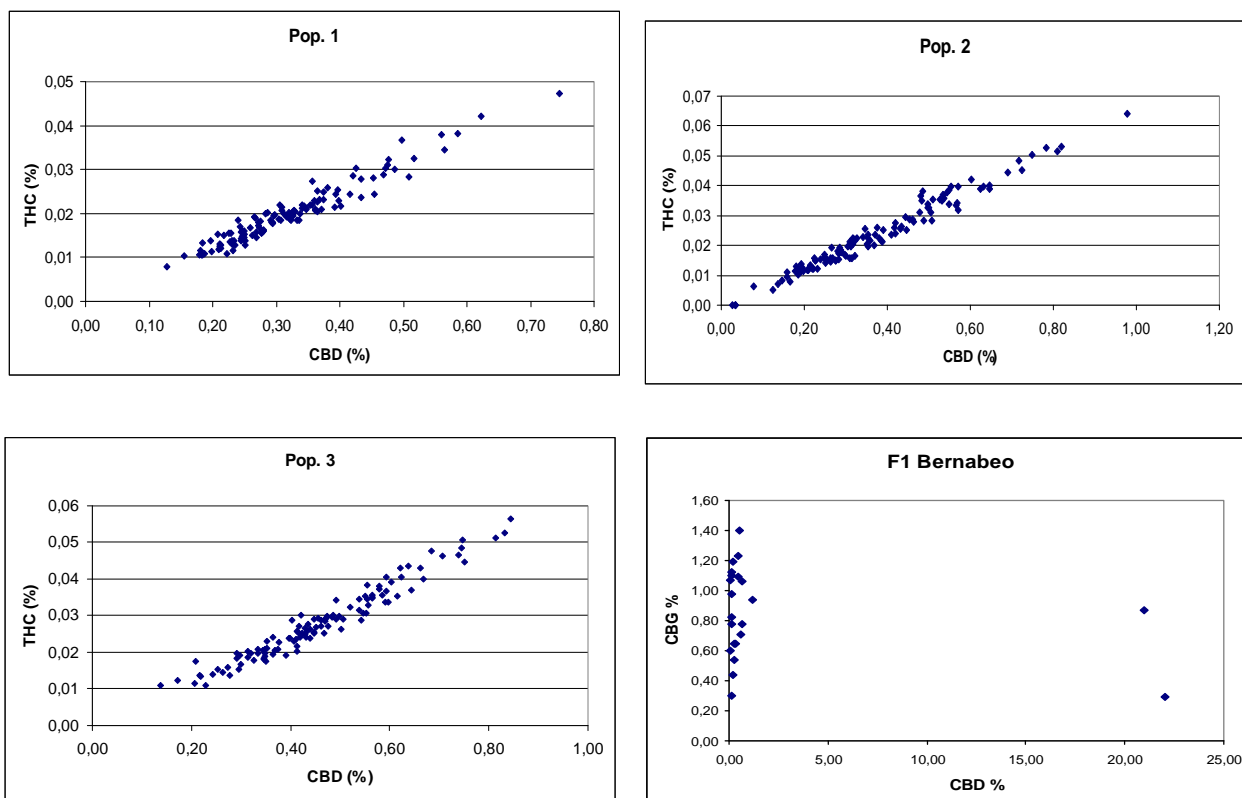 Pop. 1
0,05
0,04
0,03
0,02
0,01
0,00
THC (%)
0,00 0,10 0,20 0,30 0,40 0,50 0,60 0,70 0,80
CBD (%)
Pop. 2
0,07
0,06
0,05
0,04
0,03
0,02
0,01
0,00
THC (%)
0,00 0,20 0,40 0,60 0,80 1,00 1,20
CBD (%)
Pop. 3
0,06
0,05
0,04
0,03
0,02
0,01
0,00
THC (%)
0,00 0,20 0,40 0,60 0,80 1,00
CBD (%)
F1 Bernabeo
1,60
1,40
1,20
1,00
0,80
0,60
0,40
0,20
0,00
CBG %
0,00 5,00 10,00 15,00 20,00 25,00
CBD %